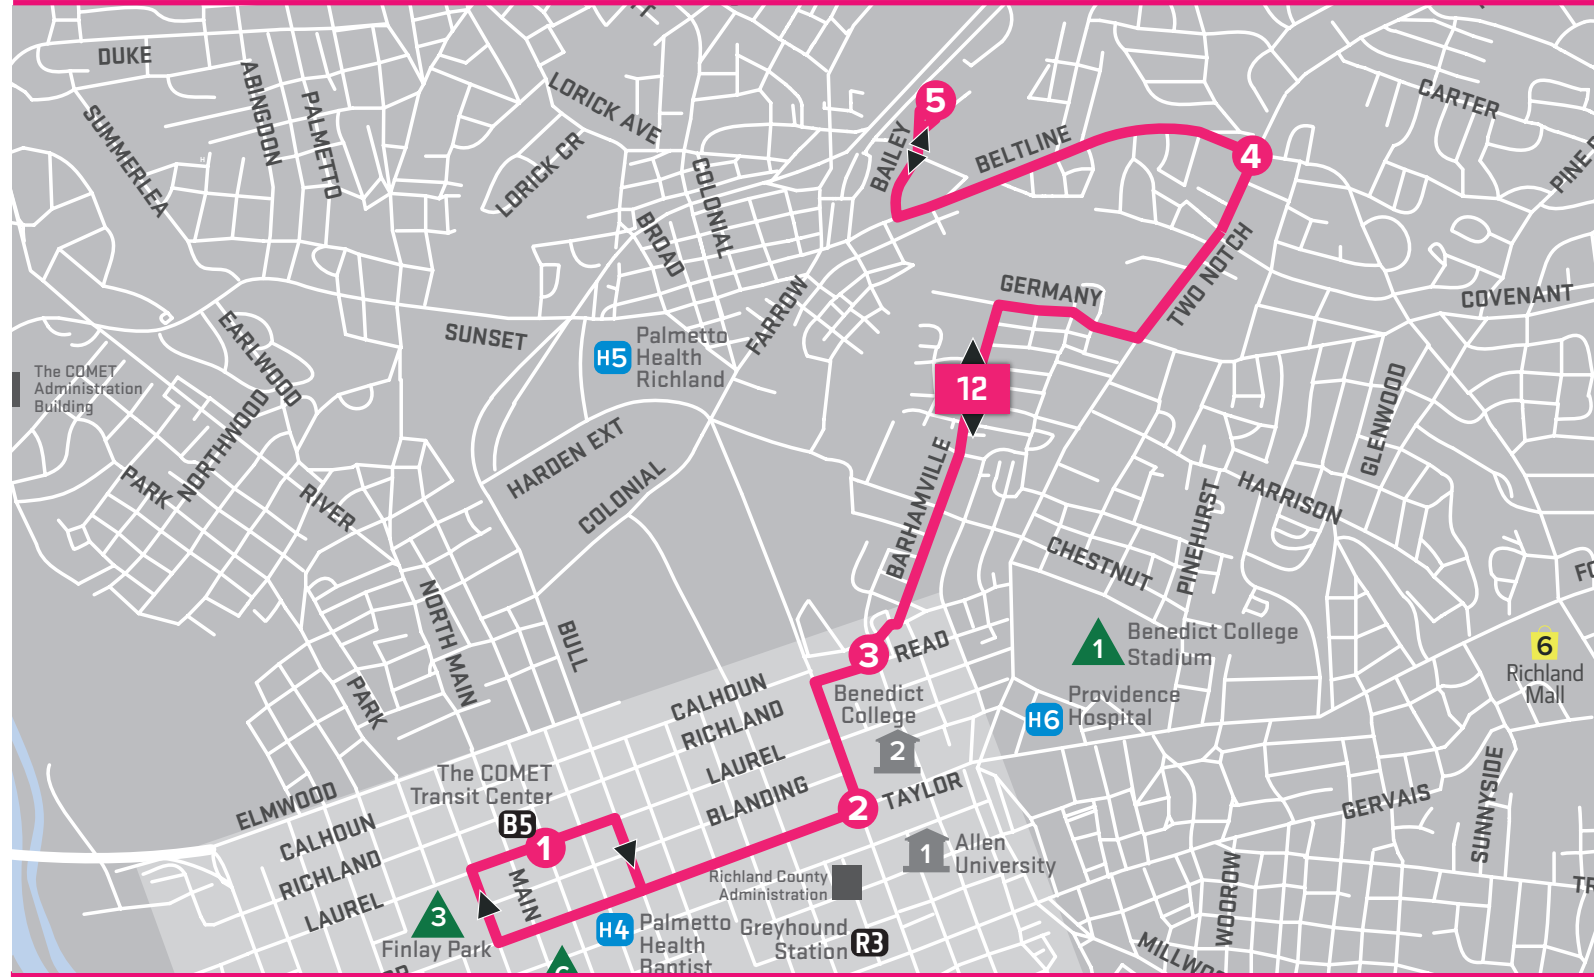 DUKE
ABINGDON
PALMETTO
SUMMERLEA
H
LORICK AVE
LORICK CR
COLONIAL
BROAD
BAILEY
5
BELTLINE
4
CARTER
TWO NOTCH
GERMANY
COVENANT
FARROW
SUNSET
H5
Palmetto
Health
Richland
The COMET
Administration
Building
EARLWOOD
NORTHWOOD
PARK
RIVER
HARDEN EXT
COLONIAL
12
BARHAMVILLE
GLENWOOD
HARRISON
PINEHURST
CHESTNUT
NORTH MAIN
BULL
PARK
3
READ
1
Benedict College
Stadium
6
Richland
Mall
H6
Providence
Hospital
Benedict
College
2
CALHOUN
RICHLAND
LAUREL
BLANDING
2
TAYLOR
The COMET
Transit Center
B5
1
ELMWOOD
CALHOUN
RICHLAND
LAUREL
MAIN
3
Finlay Park
H4
Palmetto
Health
Baptist
Richland County
Administration
Greyhound
Station
R3
1
Allen
University
GERVAIS
SUNNYSIDE
WOODROW